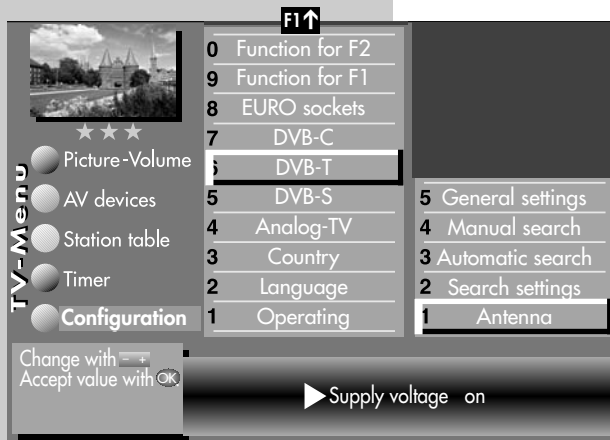 F1↑
0 Function for F2
9 Function for F1
8 EURO sockets
7 DVB-C
6 DVB-T
5 DVB-S
4 Analog-TV
3 Country
2 Language
1 Operating
TV-Menu
Picture-Volume
AV devices
Station table
Timer
Configuration
5 General settings
4 Manual search
3 Automatic search
2 Search settings
1 Antenna
Change with - +
Accept value with OK
Supply voltage on